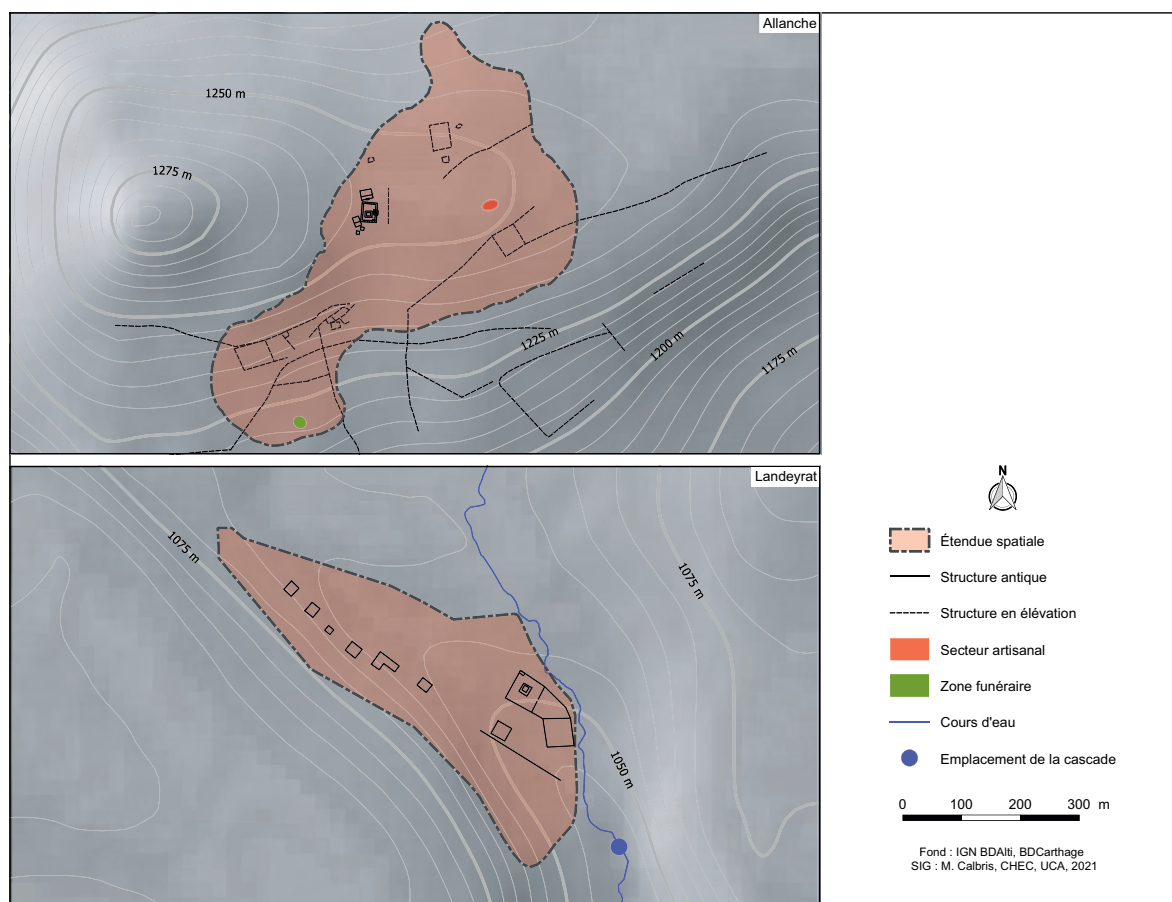 Allanche
1250 m
1275 m
1225 m
1200 m
1175 m
Landeyrat
1075 m
1075 m
1050 m
N
Étendue spatiale
Structure antique
Structure en élévation
Secteur artisanal
Zone funéraire
Cours d'eau
Emplacement de la cascade
0 100 200 300 m
Fond : IGN BDAlti, BDCarthage
SIG : M. Calbris, CHEC, UCA, 2021